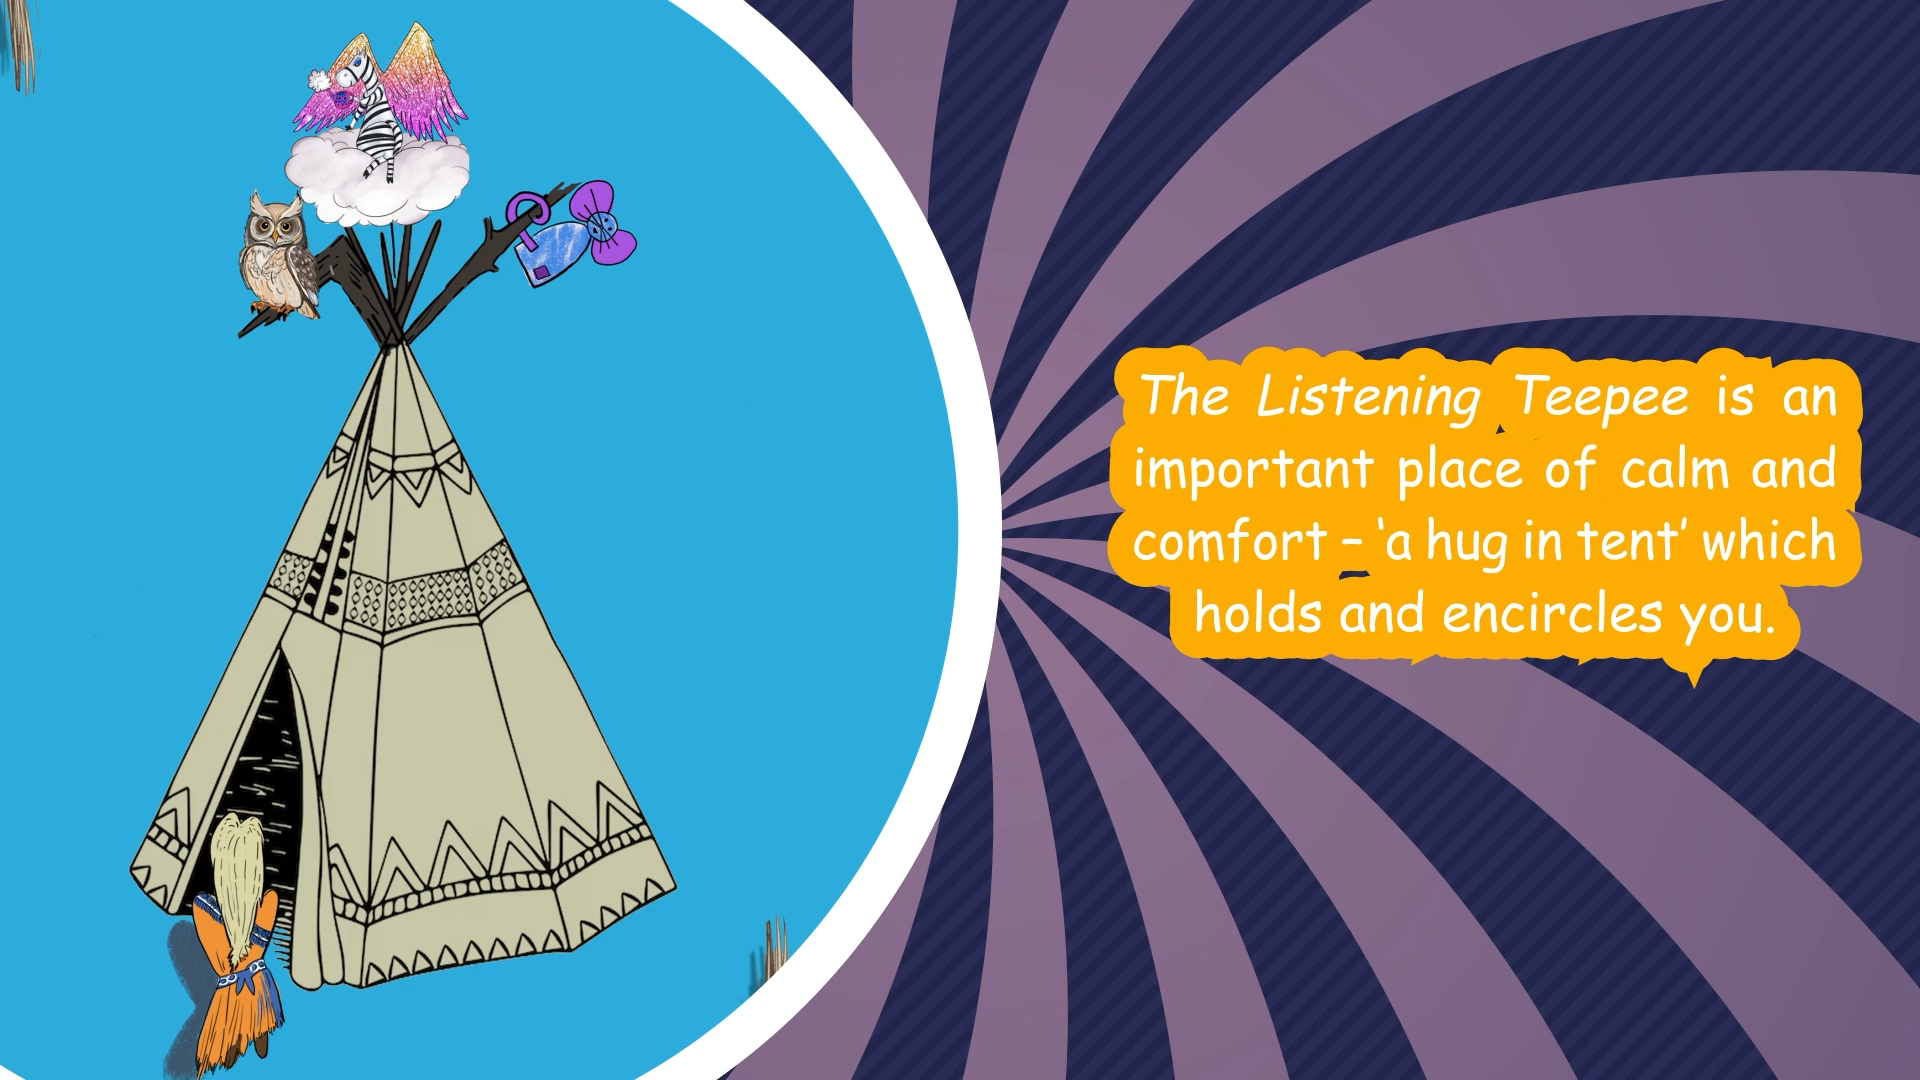 The Listening Teepee is an
important place of calm and
comfort – ‘a hug in tent’ which
holds and encircles you.